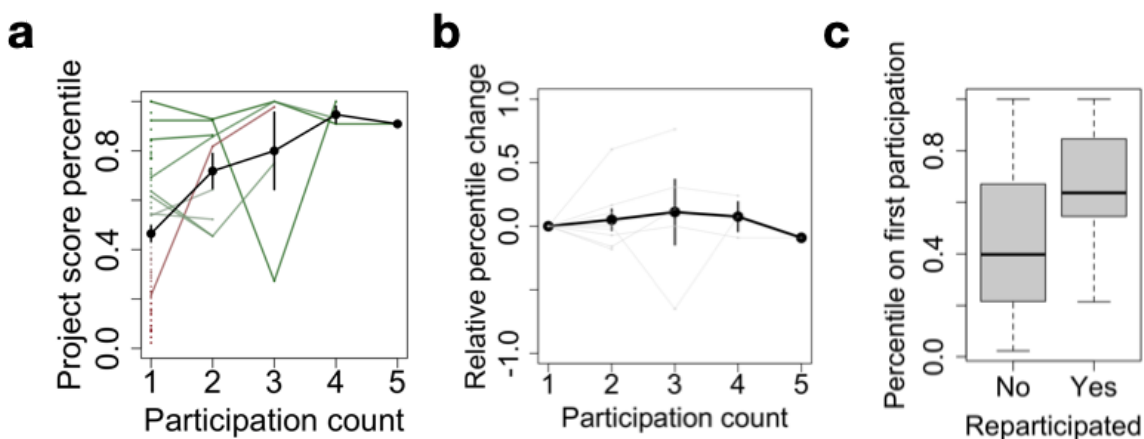 a
Project score percentile
0.8
0.4
0.0
1 2 3 4 5
Participation count
b
Relative percentile change
1.0
0.5
0.0
-1.0
1 2 3 4 5
Participation count
c
Percentile on first participation
0.8
0.4
0.0
No Yes
Reparticipated